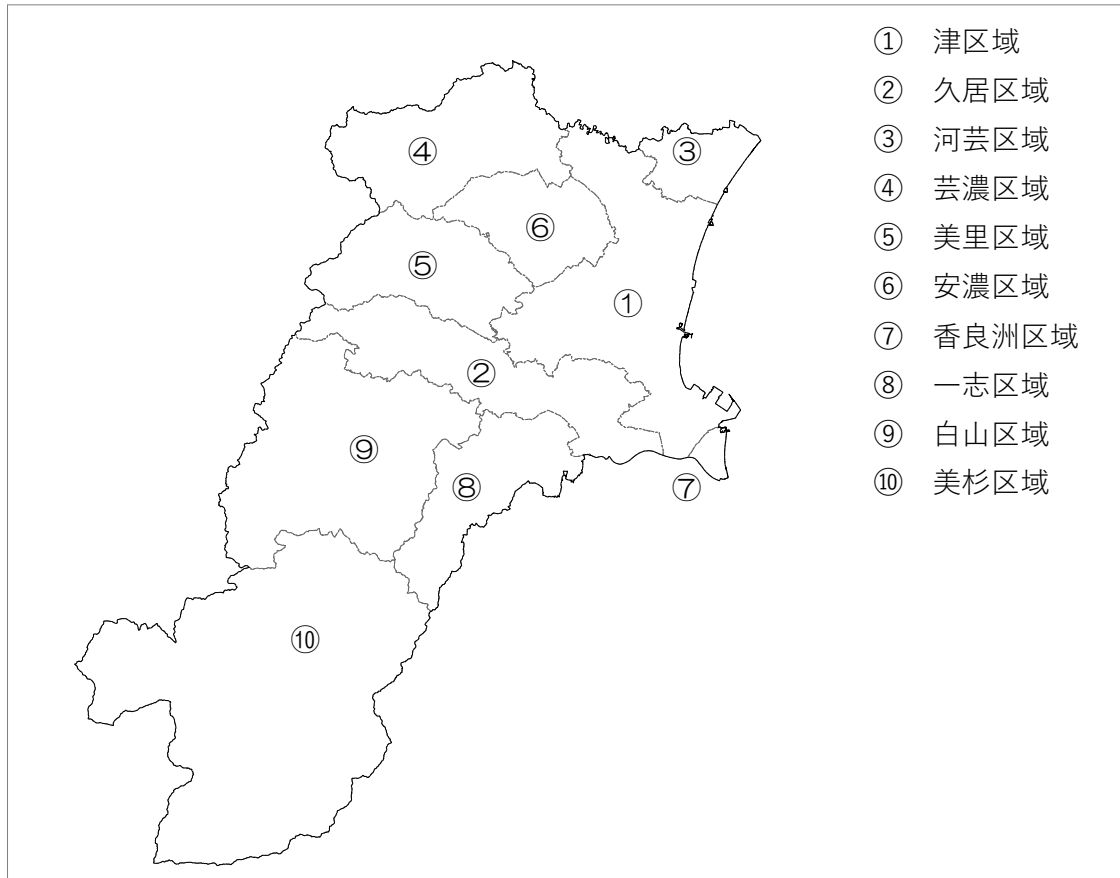 ① 津区域
② 久居区域
③ 河芸区域
④ 芸濃区域
⑤ 美里区域
⑥ 安濃区域
⑦ 香良洲区域
⑧ 一志区域
⑨ 白山区域
⑩ 美杉区域
④
③
⑥
⑤
①
②
⑨
⑧
⑦
⑩